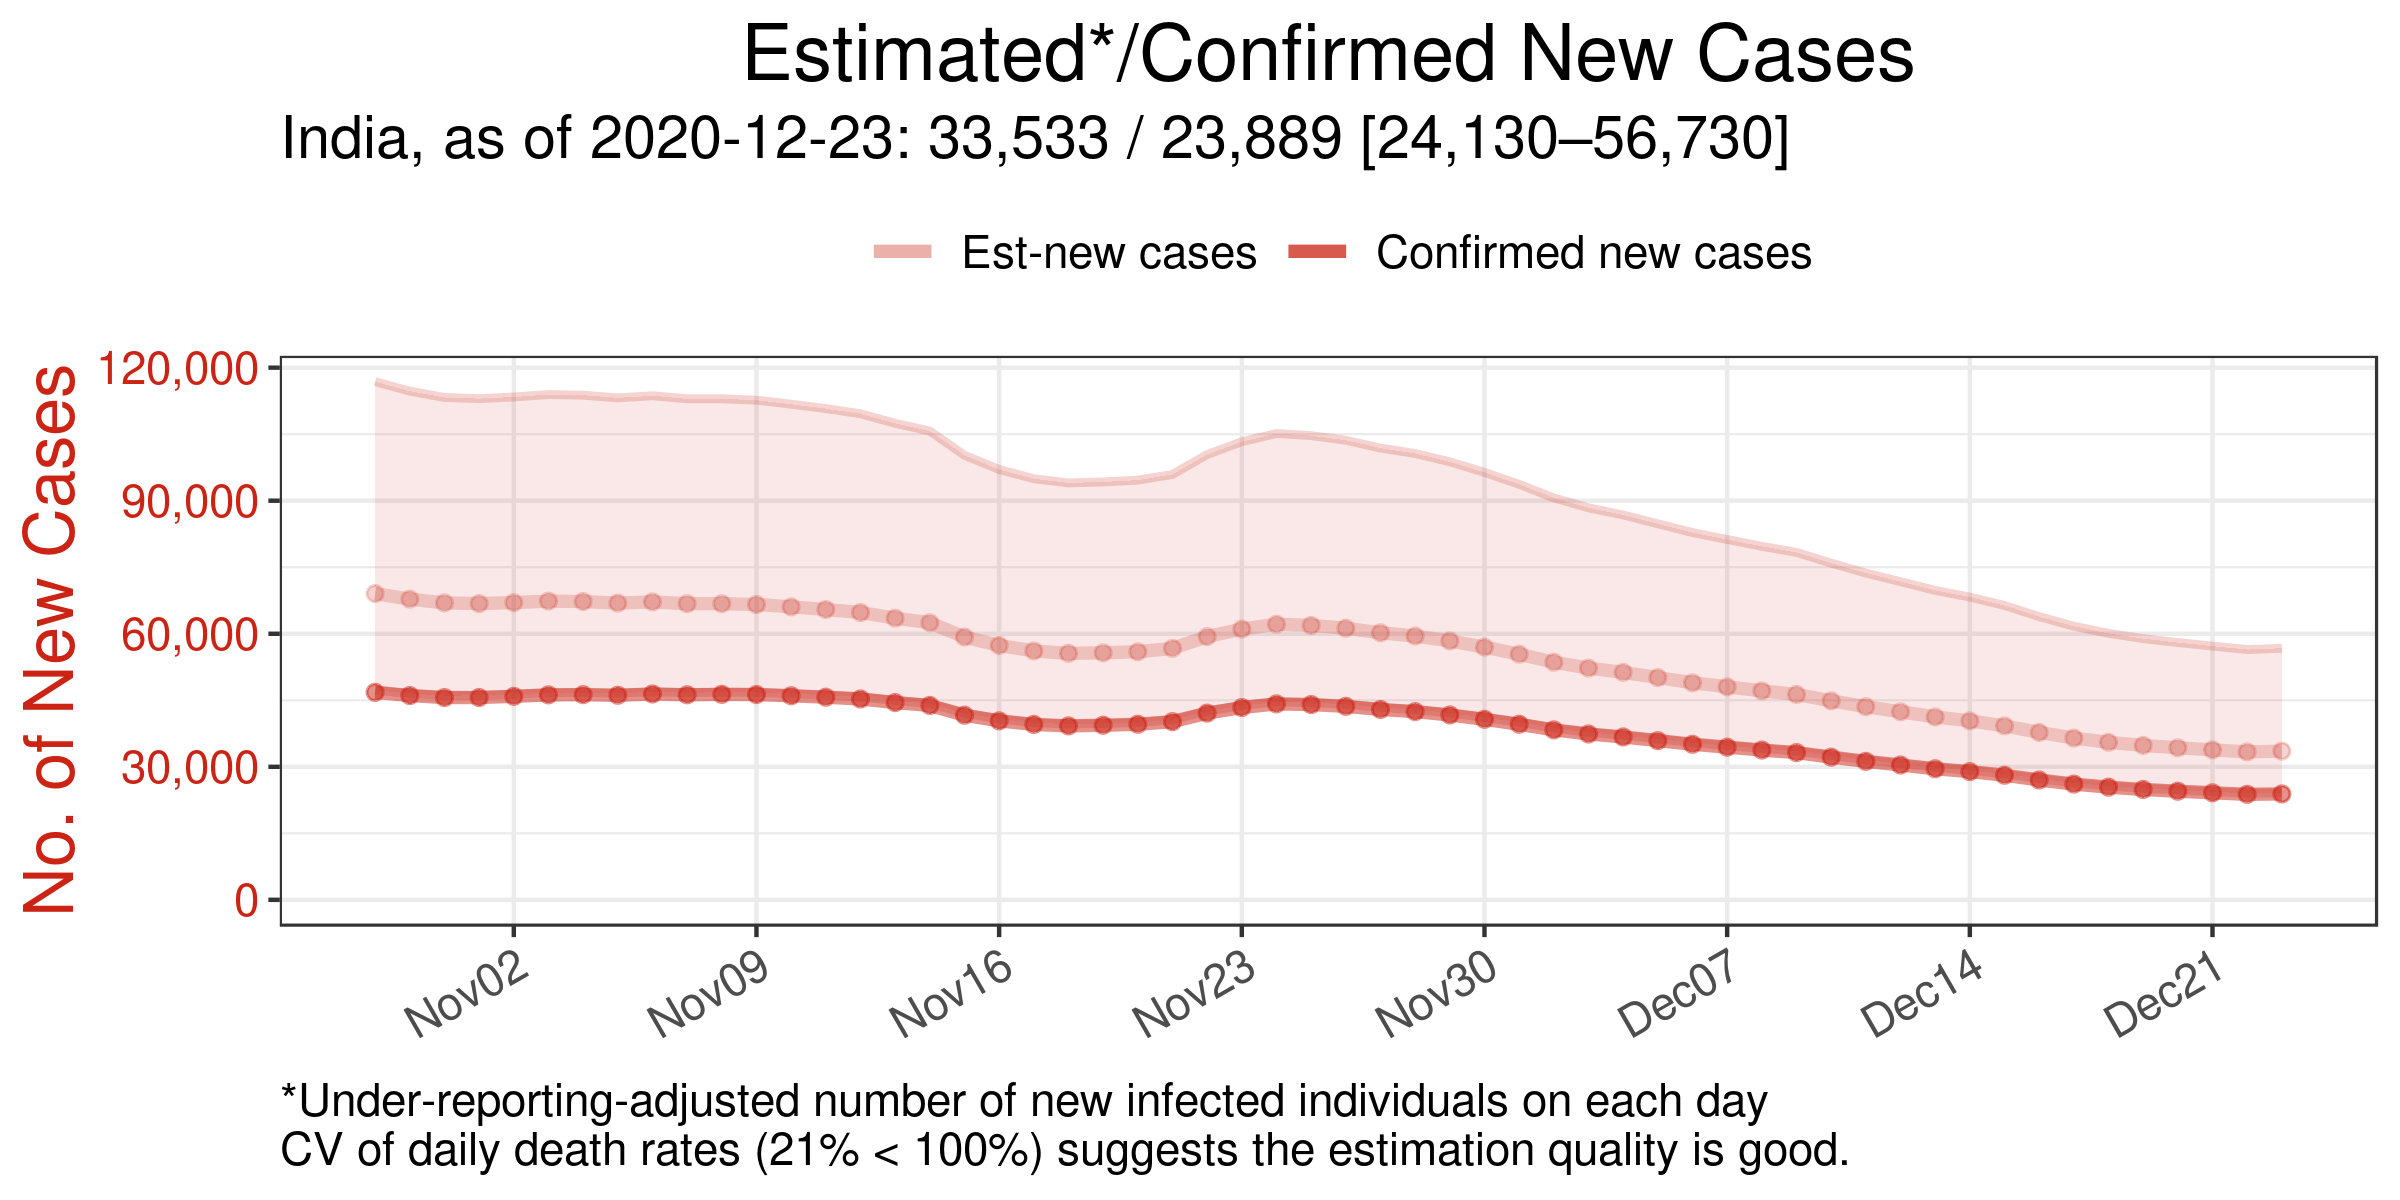 Estimated*/Confirmed New Cases
India, as of 2020-12-23: 33,533 / 23,889 [24,130–56,730]
Est-new cases
Confirmed new cases
No. of New Cases
120,000
90,000
60,000
30,000
0
Nov02
Nov09
Nov16
Nov23
Nov30
Dec07
Dec14
Dec21
*Under-reporting-adjusted number of new infected individuals on each day
CV of daily death rates (21% < 100%) suggests the estimation quality is good.